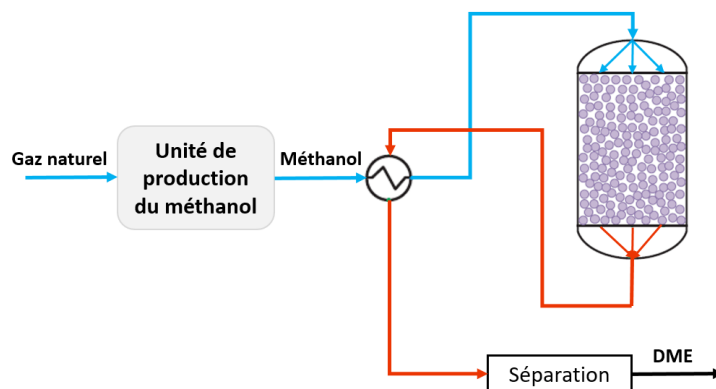 Gaz naturel
Unité de
production
du méthanol
Méthanol
Séparation
DME